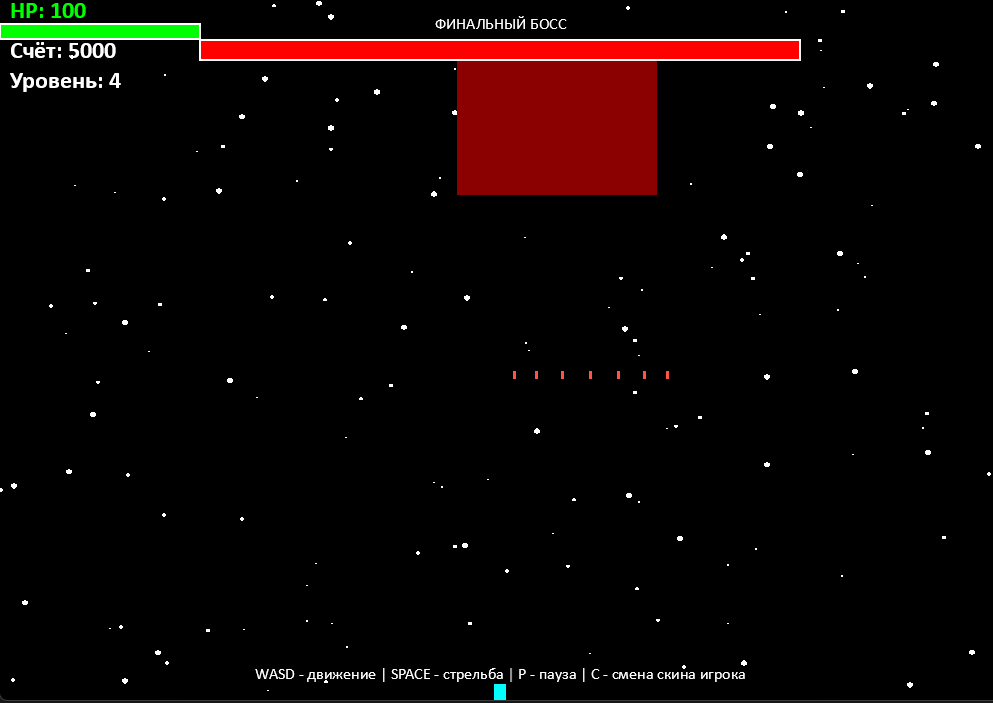 HP: 100
ФИНАЛЬНЫЙ БОСС
Счёт: 5000
Уровень: 4
WASD - движение | SPACE - стрельба | P - пауза | C - смена скина игрока